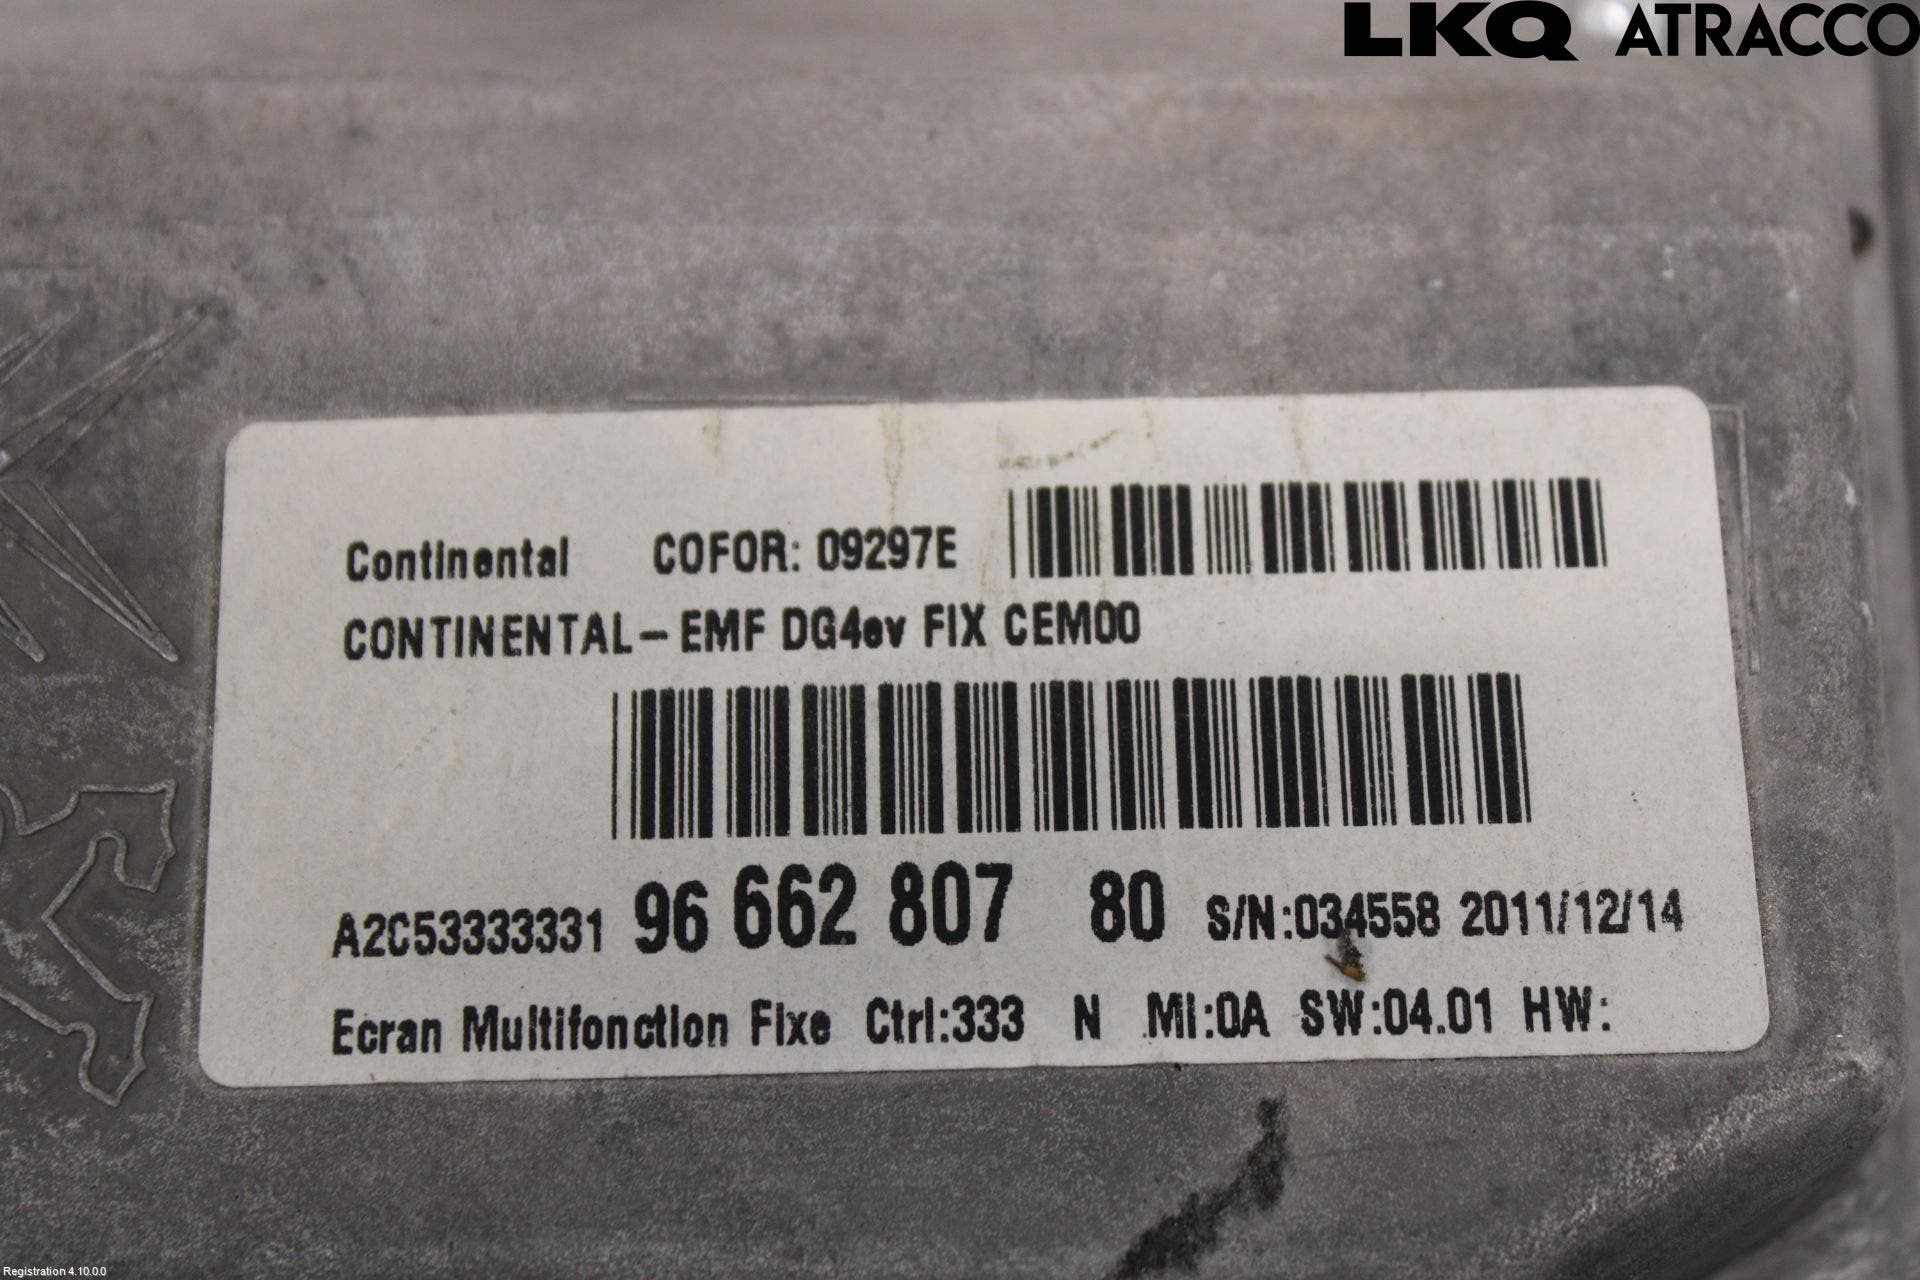 LKQ ATRACCO
Continental COFOR: 09297E
CONTINENTAL-EMF DG4ev FIX CEM00
A2C53333331 96 662 807 80 S/N:034558 2011/12/14
Ecran Multifonction Fixe Ctrl:333 N MI:0A SW:04.01 HW:
Registration 4.10.0.0